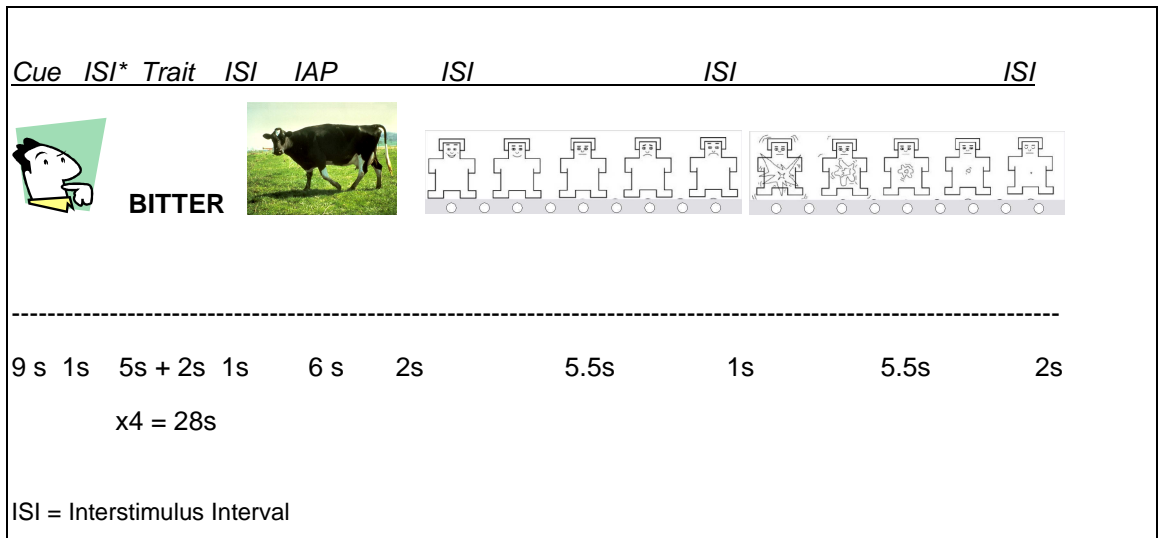 Cue ISI* Trait ISI IAP ISI ISI ISI
BITTER
9 s 1s 5s + 2s 1s 6 s 2s 5.5s 1s 5.5s 2s
x4 = 28s
ISI = Interstimulus Interval